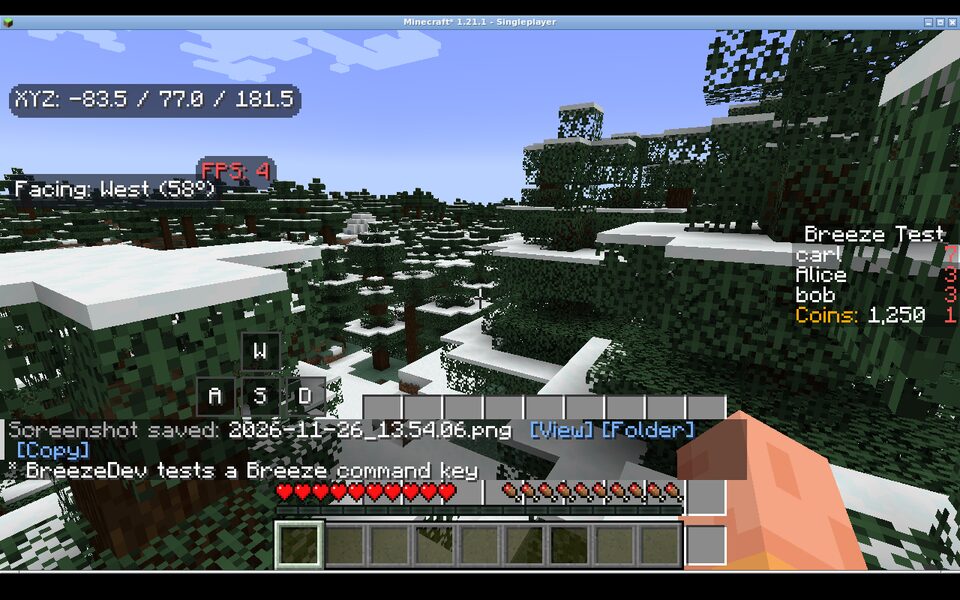 Minecraft* 1.21.1 - Singleplayer
XYZ: -83.5 / 77.0 / 181.5
FPS: 4
Facing: West (58°)
Breeze Test
carl 7
Alice 3
bob 3
Coins: 1,250 1
W
A S D
Screenshot saved: 2026-11-26_13.54.06.png [View] [Folder]
[Copy]
* BreezeDev tests a Breeze command key